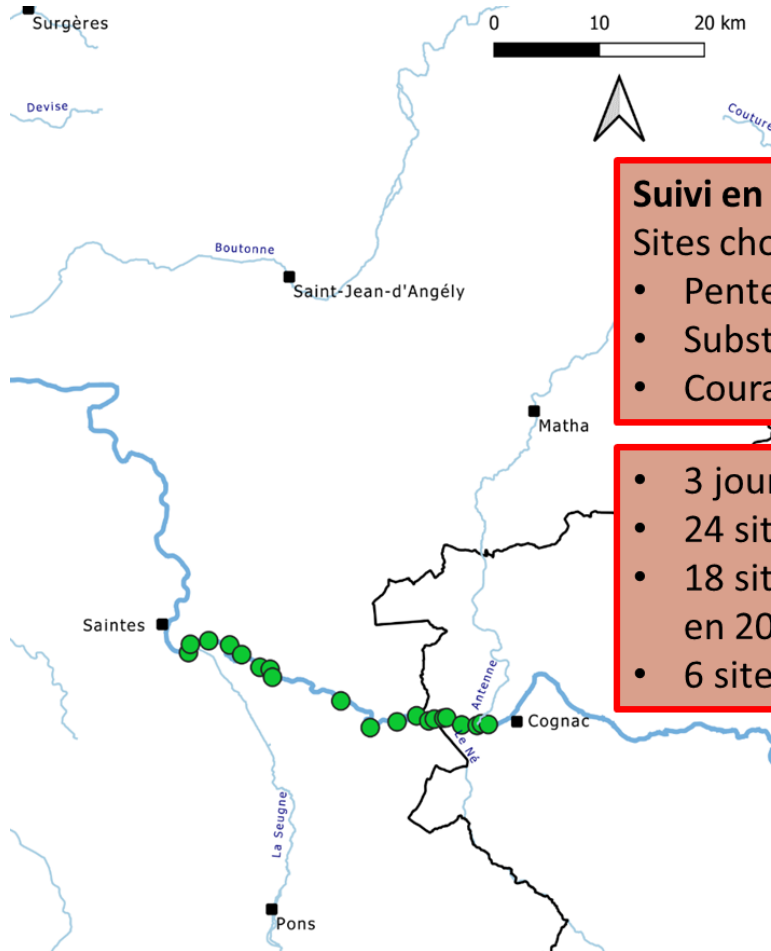 Surgères
0 10 20 km
Devise
Couture
Suivi en
Sites cho
• Pente
• Subst
• Coura
Boutonne
Saint-Jean-d'Angély
Matha
• 3 jour
• 24 sit
• 18 sit
en 20
• 6 site
Saintes
Antenne
Cognac
Le Né
La Seugne
Pons